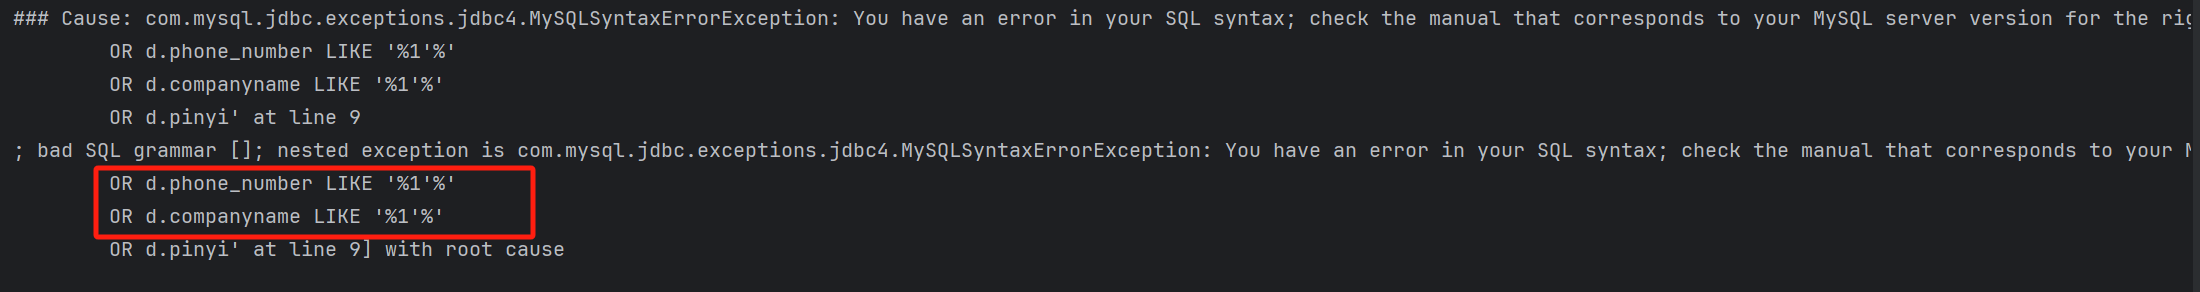 ### Cause: com.mysql.jdbc.exceptions.jdbc4.MySQLSyntaxErrorException: You have an error in your SQL syntax; check the manual that corresponds to your MySQL server version for the
OR d.phone_number LIKE '%1'%'
OR d.companyname LIKE '%1'%'
OR d.pinyi' at line 9
; bad SQL grammar []; nested exception is com.mysql.jdbc.exceptions.jdbc4.MySQLSyntaxErrorException: You have an error in your SQL syntax; check the manual that corresponds to your
OR d.phone_number LIKE '%1'%'
OR d.companyname LIKE '%1'%'
OR d.pinyi' at line 9] with root cause